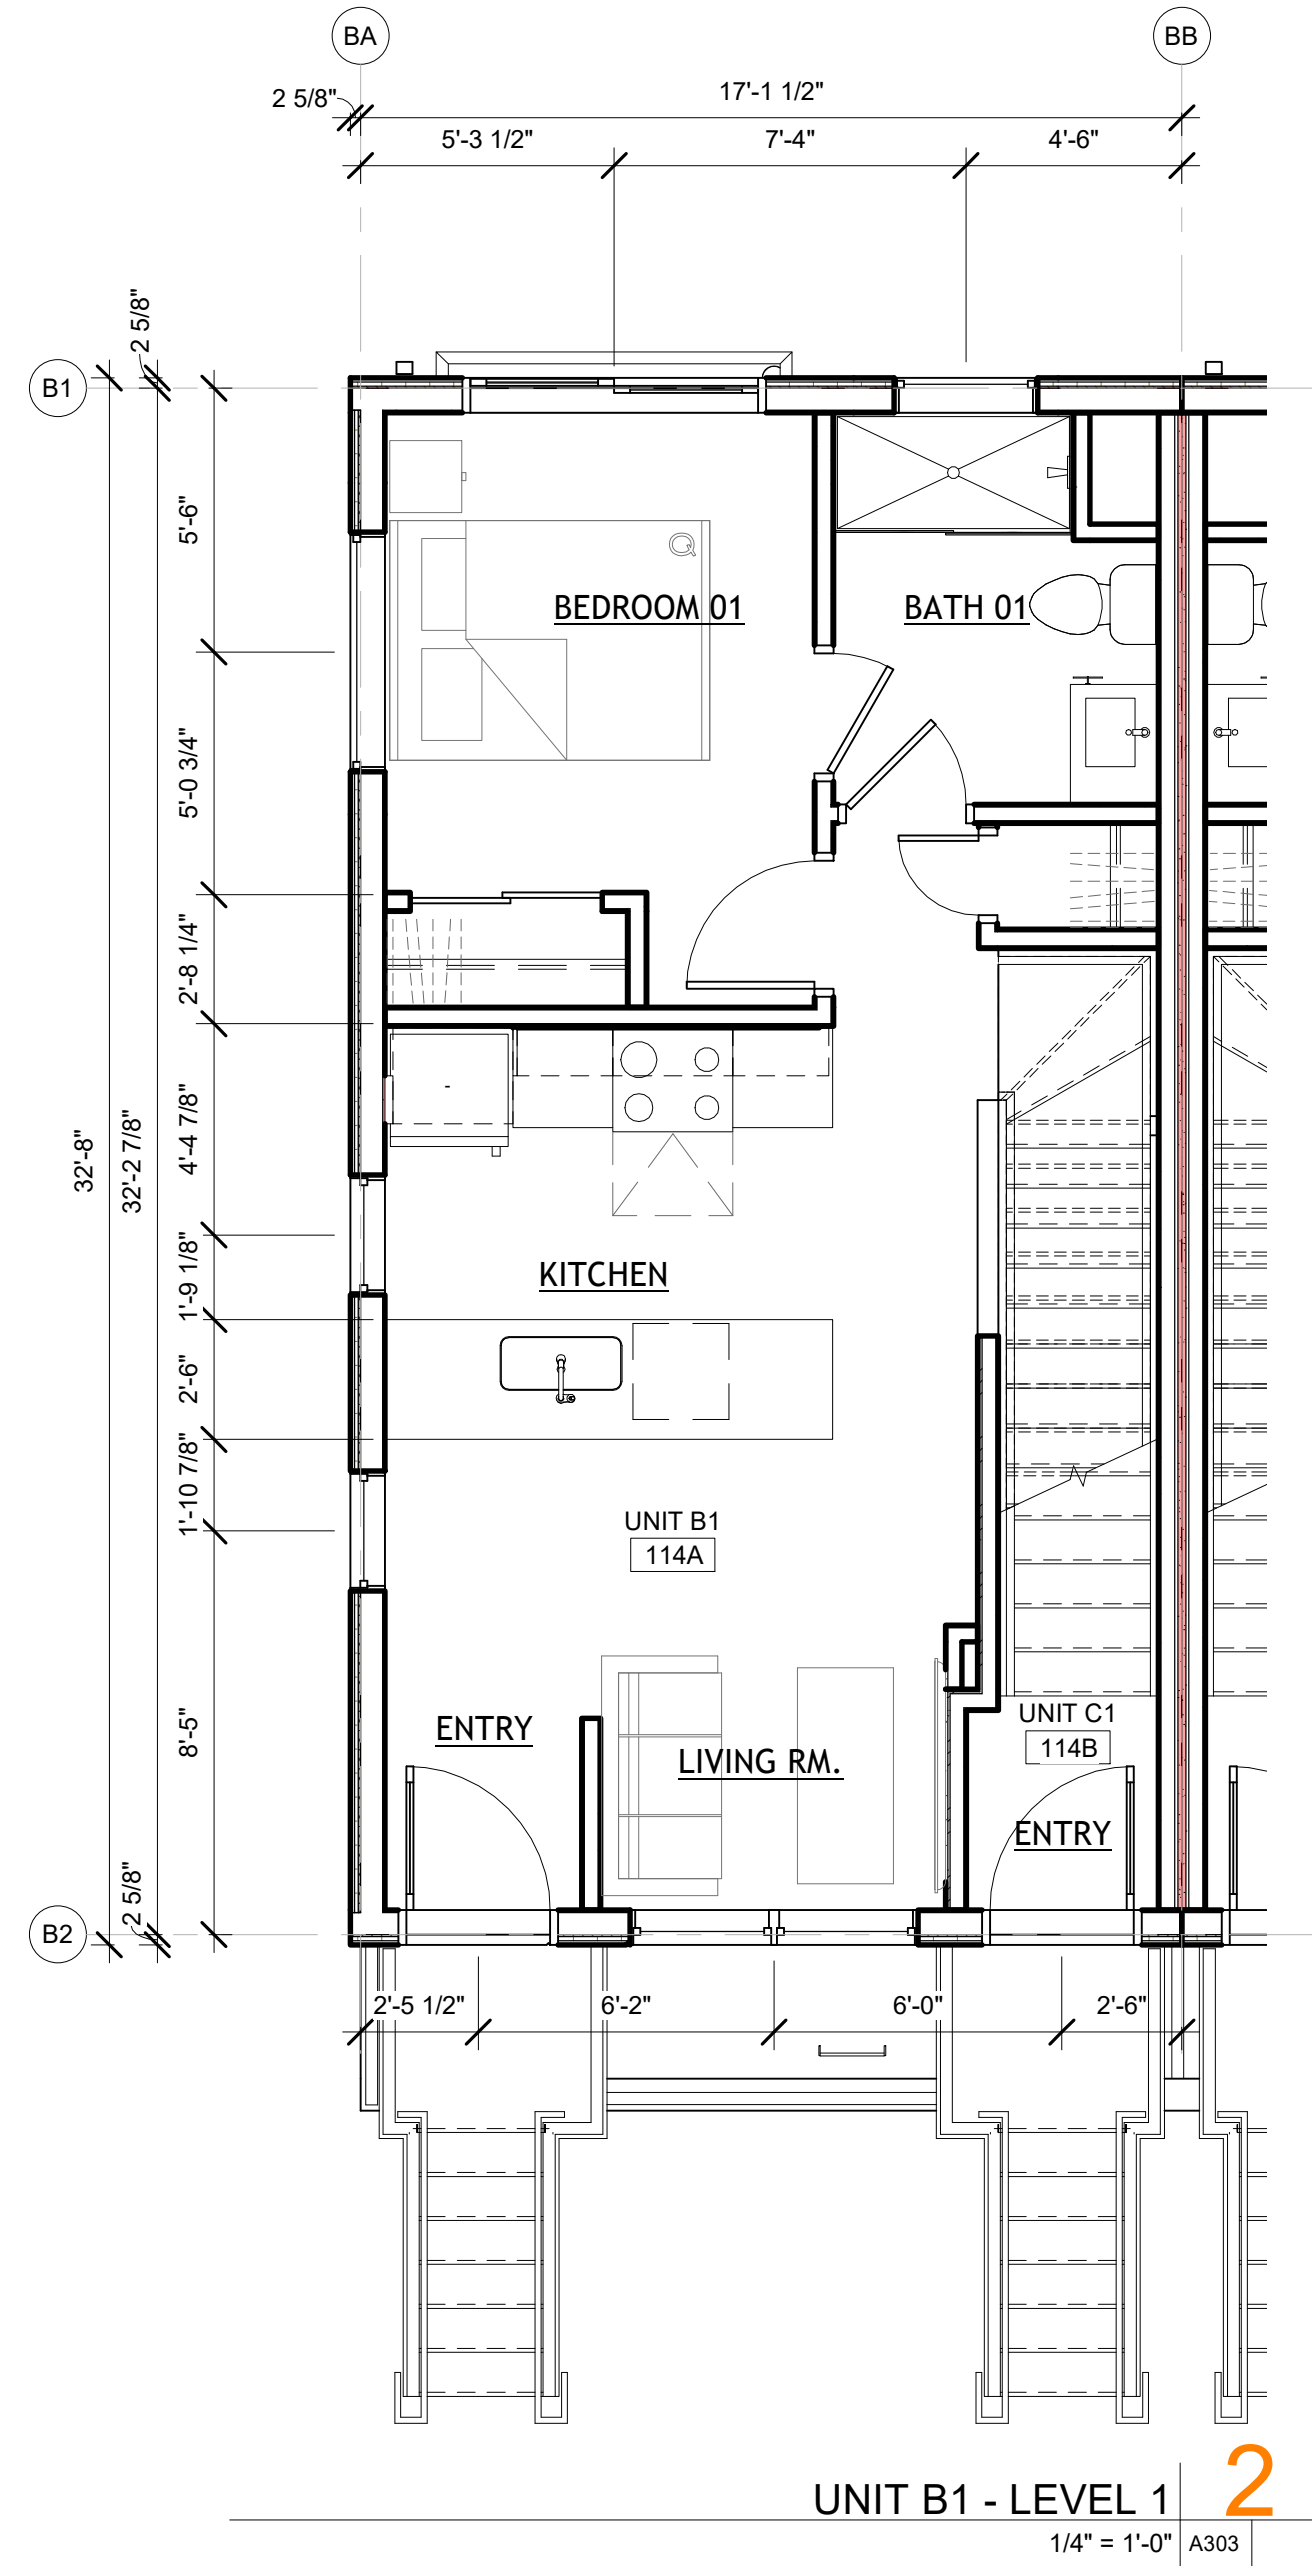 BA
BB
2 5/8"
17'-1 1/2"
5'-3 1/2"
7'-4"
4'-6"
2 5/8"
B1
5'-6"
Q
BEDROOM 01
BATH 01
5'-0 3/4"
2'-8 1/4"
4'-4 7/8"
32'-8"
32'-2 7/8"
1'-9 1/8"
KITCHEN
2'-6"
1'-10 7/8"
UNIT B1
114A
8'-5"
ENTRY
LIVING RM.
UNIT C1
114B
ENTRY
2 5/8"
B2
2'-5 1/2"
6'-2"
6'-0"
2'-6"
UNIT B1 - LEVEL 1
2
1/4" = 1'-0"
A303